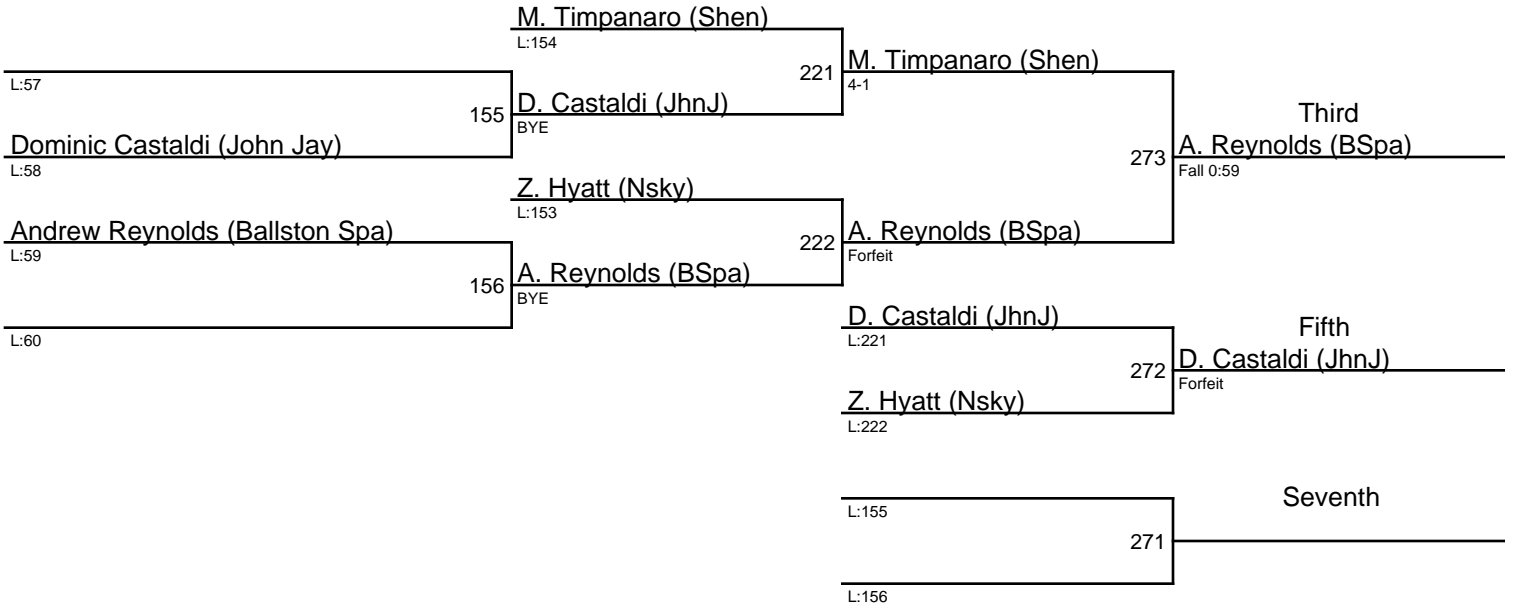 M. Timpanaro (Shen)
L:154
L:57
221
M. Timpanaro (Shen)
4-1
155
D. Castaldi (JhnJ)
BYE
Dominic Castaldi (John Jay)
L:58
Third
273
A. Reynolds (BSpa)
Fall 0:59
Z. Hyatt (Nsky)
L:153
Andrew Reynolds (Ballston Spa)
L:59
222
A. Reynolds (BSpa)
Forfeit
156
A. Reynolds (BSpa)
BYE
L:60
D. Castaldi (JhnJ)
L:221
Fifth
272
D. Castaldi (JhnJ)
Forfeit
Z. Hyatt (Nsky)
L:222
L:155
Seventh
271
L:156